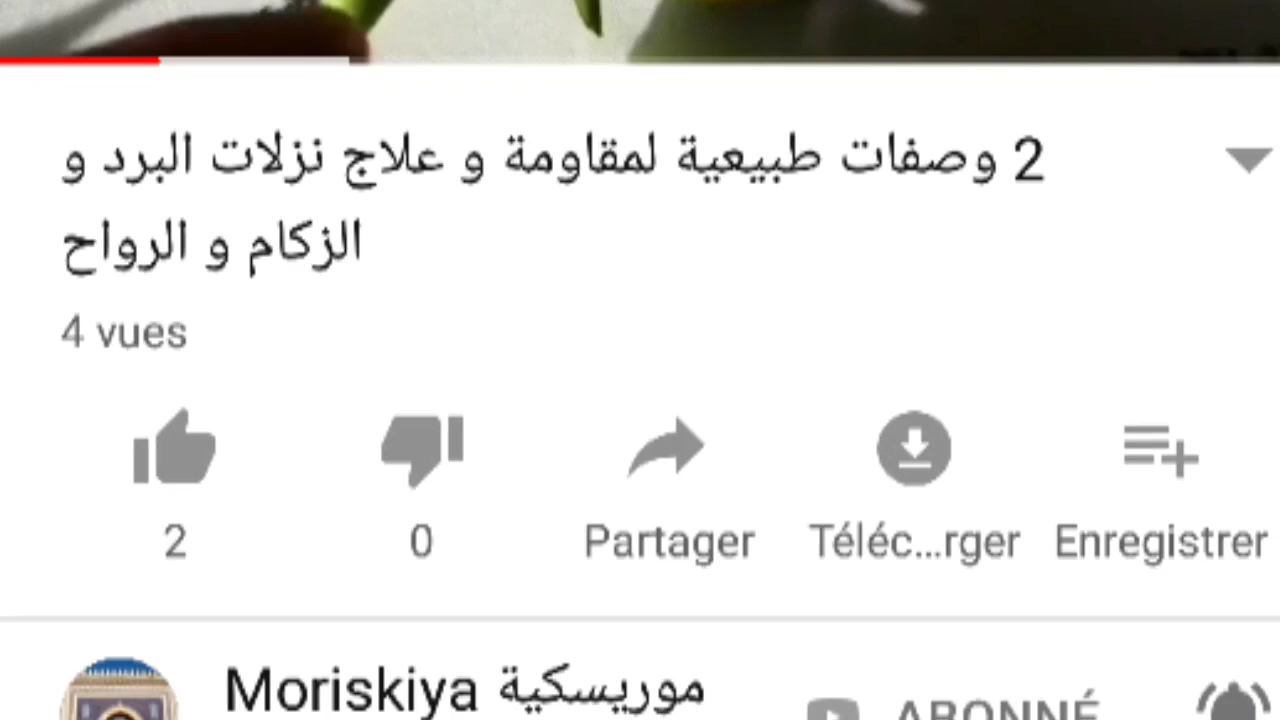 2 وصفات طبيعية لمقاومة و علاج نزلات البرد و
الزكام و الرواح
4 vues
2
0
Partager
Téléc...rger
Enregistrer
Moriskiya موريسكية
ABONNÉ